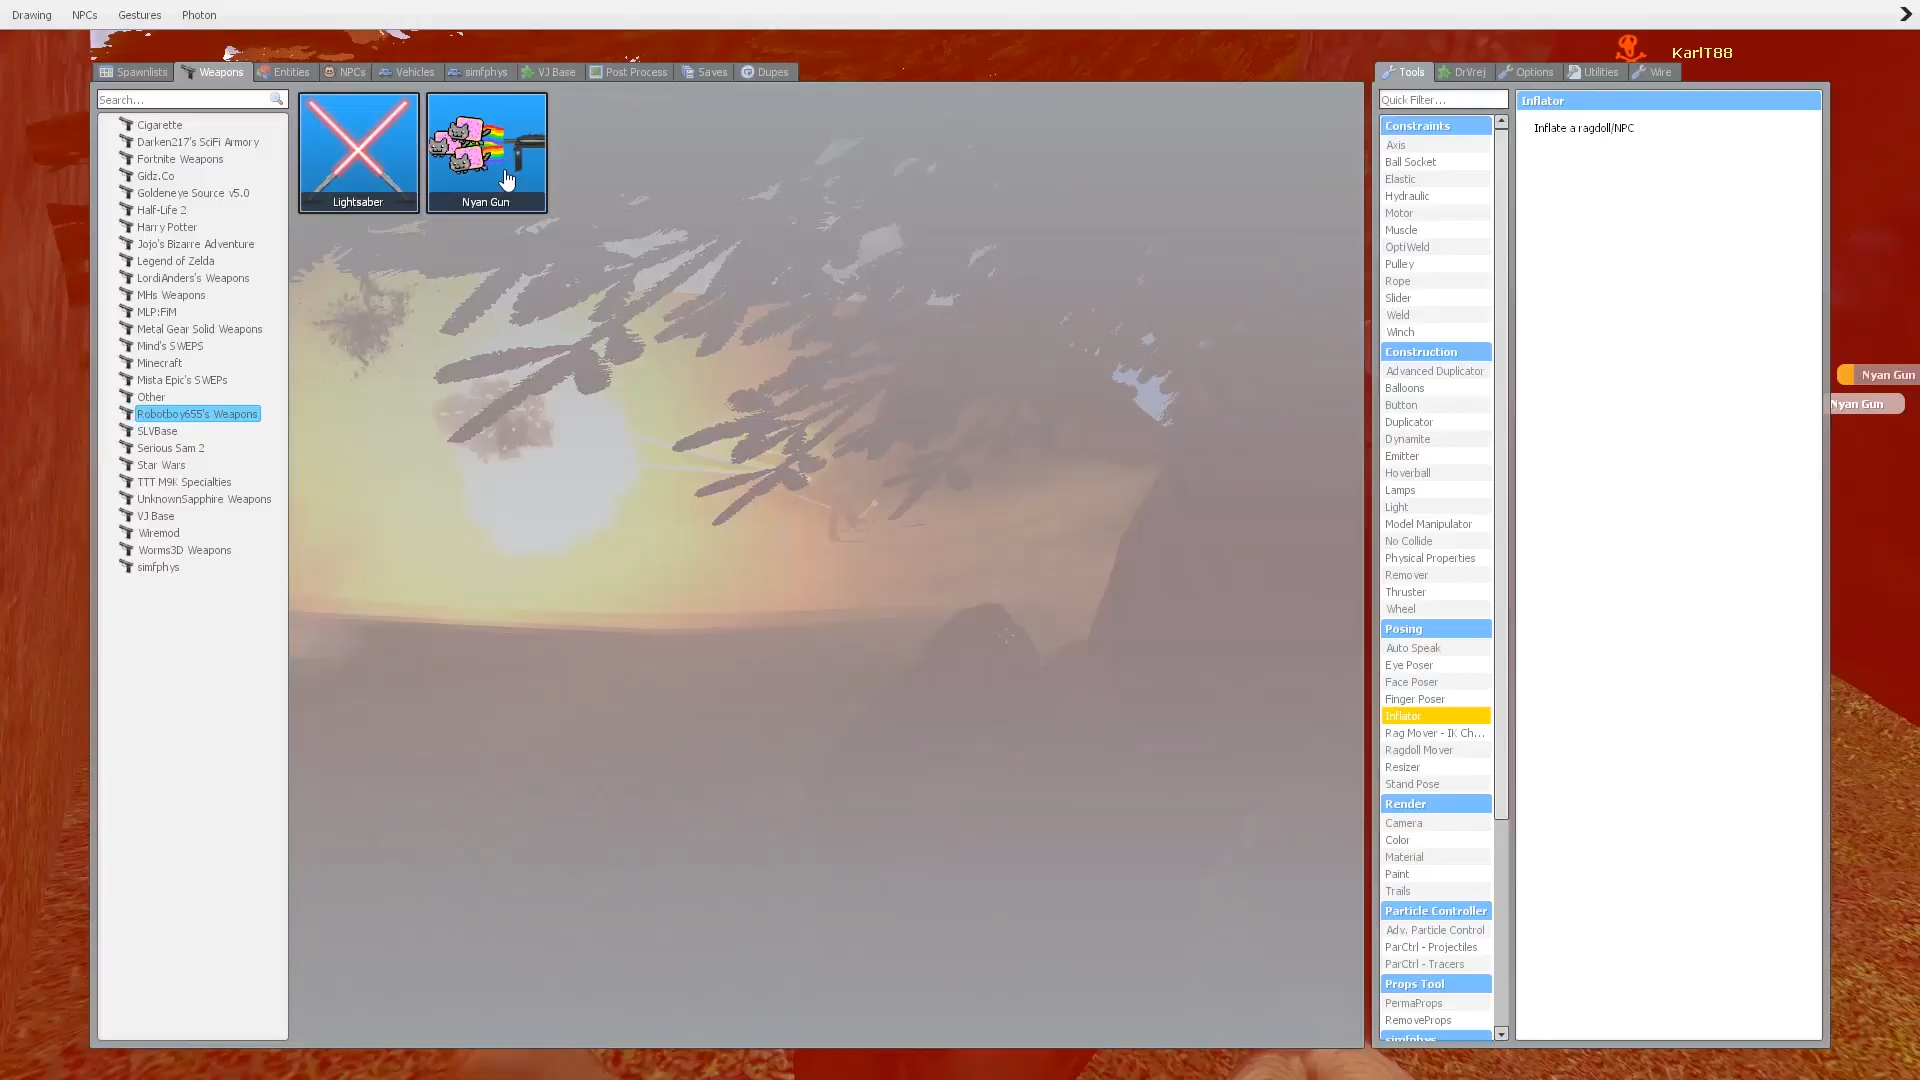 Drawing NPCs Gestures Photon
KarlT88
Spawnlists Weapons Entities NPCs Vehicles simfphys VJ Base Post Process Saves Dupes
Search...
Cigarette
Darken217's SciFi Armory
Fortnite Weapons
Gidz.Co
Goldeneye Source v5.0
Half-Life 2
Harry Potter
Jojo's Bizarre Adventure
Legend of Zelda
LordiAnders's Weapons
MHs Weapons
MLP:FiM
Metal Gear Solid Weapons
Mind's SWEPS
Minecraft
Mista Epic's SWEPs
Other
Robotboy655's Weapons
SLVBase
Serious Sam 2
Star Wars
TTT M9K Specialties
UnknownSapphire Weapons
VJ Base
Wiremod
Worms3D Weapons
simfphys
Lightsaber
Nyan Gun
Tools DrVrej Options Utilities Wire
Quick Filter...
Constraints
Axis
Ball Socket
Elastic
Hydraulic
Motor
Muscle
OptiWeld
Pulley
Rope
Slider
Weld
Winch
Construction
Advanced Duplicator
Balloons
Button
Duplicator
Dynamite
Emitter
Hoverball
Lamps
Light
Model Manipulator
No Collide
Physical Properties
Remover
Thruster
Wheel
Posing
Auto Speak
Eye Poser
Face Poser
Finger Poser
Inflator
Rag Mover - IK Ch...
Ragdoll Mover
Resizer
Stand Pose
Render
Camera
Color
Material
Paint
Trails
Particle Controller
Adv. Particle Control
ParCtrl - Projectiles
ParCtrl - Tracers
Props Tool
PermaProps
RemoveProps
simfphys
Inflator
Inflate a ragdoll/NPC
Nyan Gun
Nyan Gun